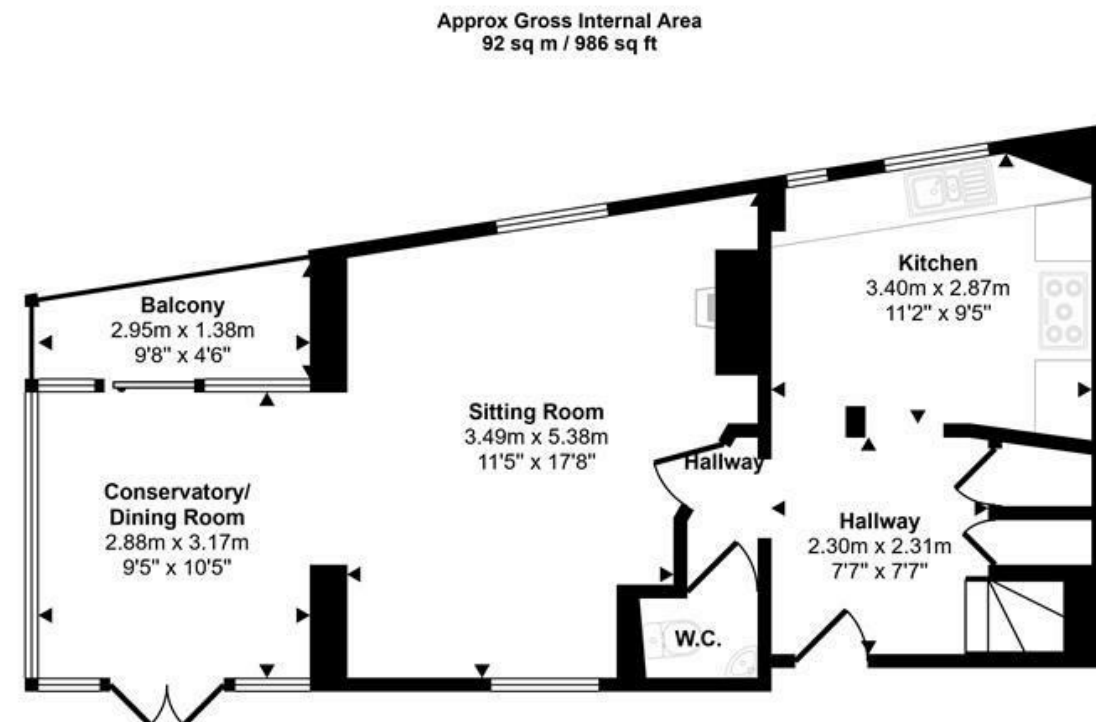 Approx Gross Internal Area
92 sq m / 986 sq ft
Balcony
2.95m x 1.38m
9'8" x 4'6"
Kitchen
3.40m x 2.87m
11'2" x 9'5"
Sitting Room
3.49m x 5.38m
11'5" x 17'8"
Hallway
Conservatory/
Dining Room
2.88m x 3.17m
9'5" x 10'5"
Hallway
2.30m x 2.31m
7'7" x 7'7"
W.C.